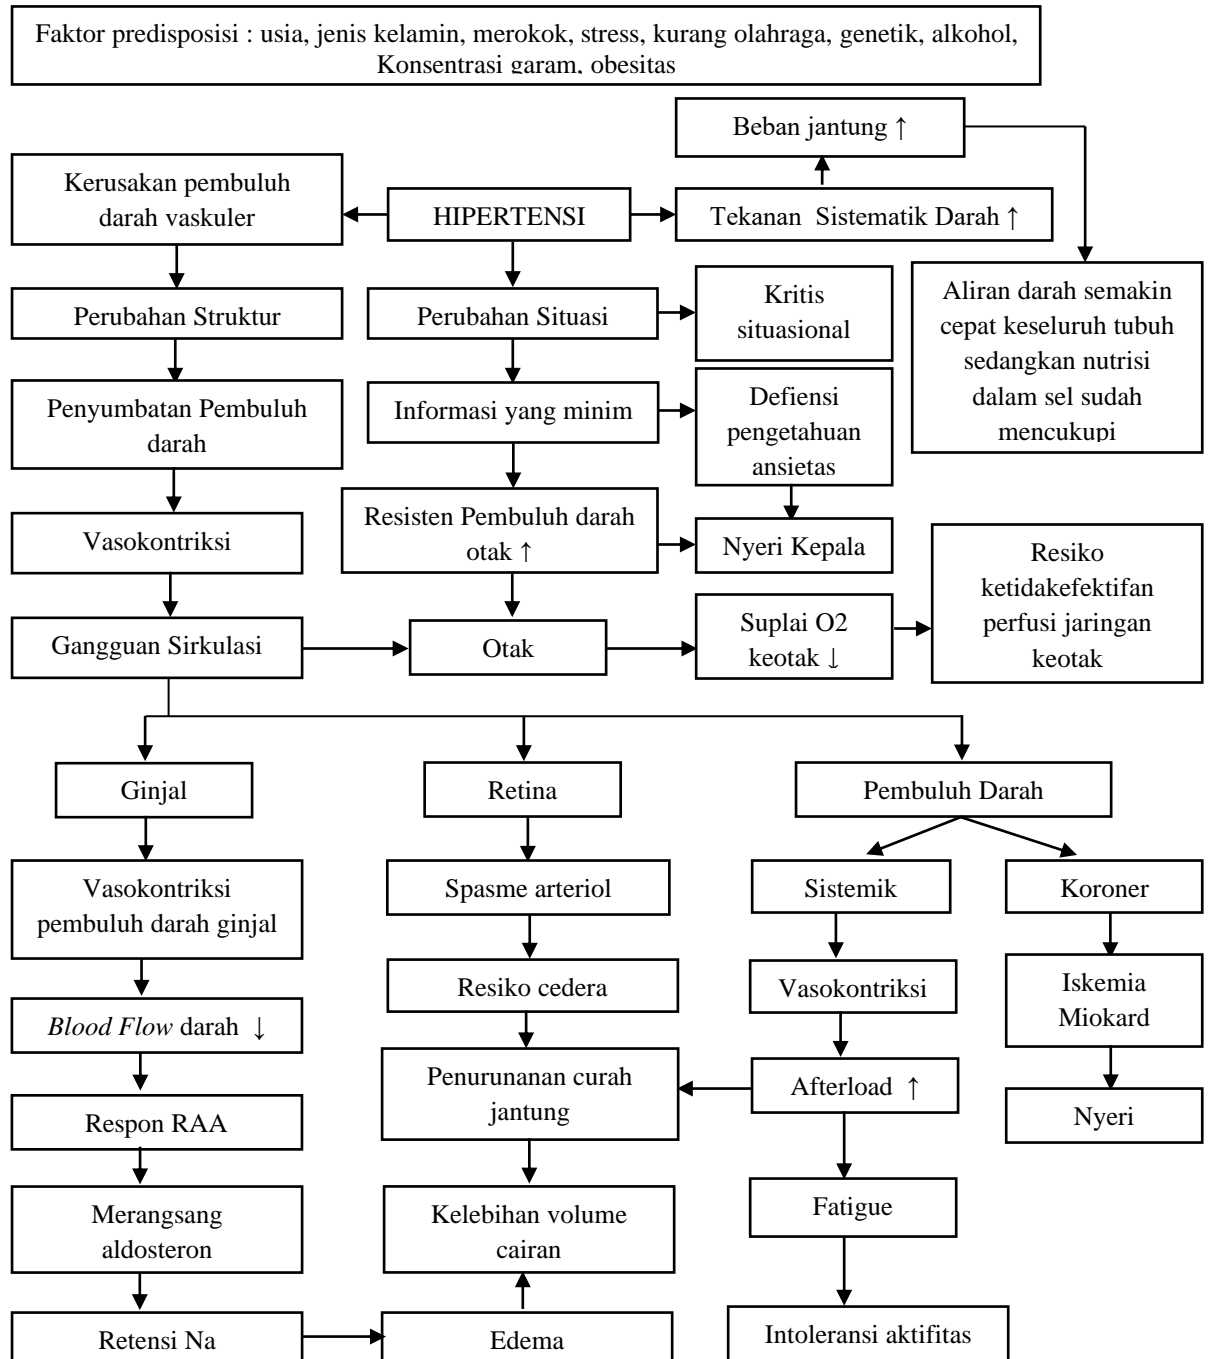 Faktor predisposisi : usia, jenis kelamin, merokok, stress, kurang olahraga, genetik, alkohol,
Konsentrasi garam, obesitas
Beban jantung ↑
Kerusakan pembuluh
darah vaskuler
HIPERTENSI
Tekanan Sistematik Darah ↑
Perubahan Struktur
Perubahan Situasi
Kritis
situasional
Aliran darah semakin
cepat keseluruh tubuh
sedangkan nutrisi
dalam sel sudah
mencukupi
Penyumbatan Pembuluh
darah
Informasi yang minim
Defiensi
pengetahuan
ansietas
Vasokontriksi
Resisten Pembuluh darah
otak ↑
Nyeri Kepala
Resiko
ketidakefektifan
perfusi jaringan
keotak
Gangguan Sirkulasi
Otak
Suplai O2
keotak ↓
Ginjal
Retina
Pembuluh Darah
Vasokontriksi
pembuluh darah ginjal
Spasme arteriol
Sistemik
Koroner
Blood Flow darah ↓
Resiko cedera
Vasokontriksi
Iskemia
Miokard
Respon RAA
Penurunanan curah
jantung
Afterload ↑
Nyeri
Merangsang
aldosteron
Kelebihan volume
cairan
Fatigue
Retensi Na
Edema
Intoleransi aktifitas